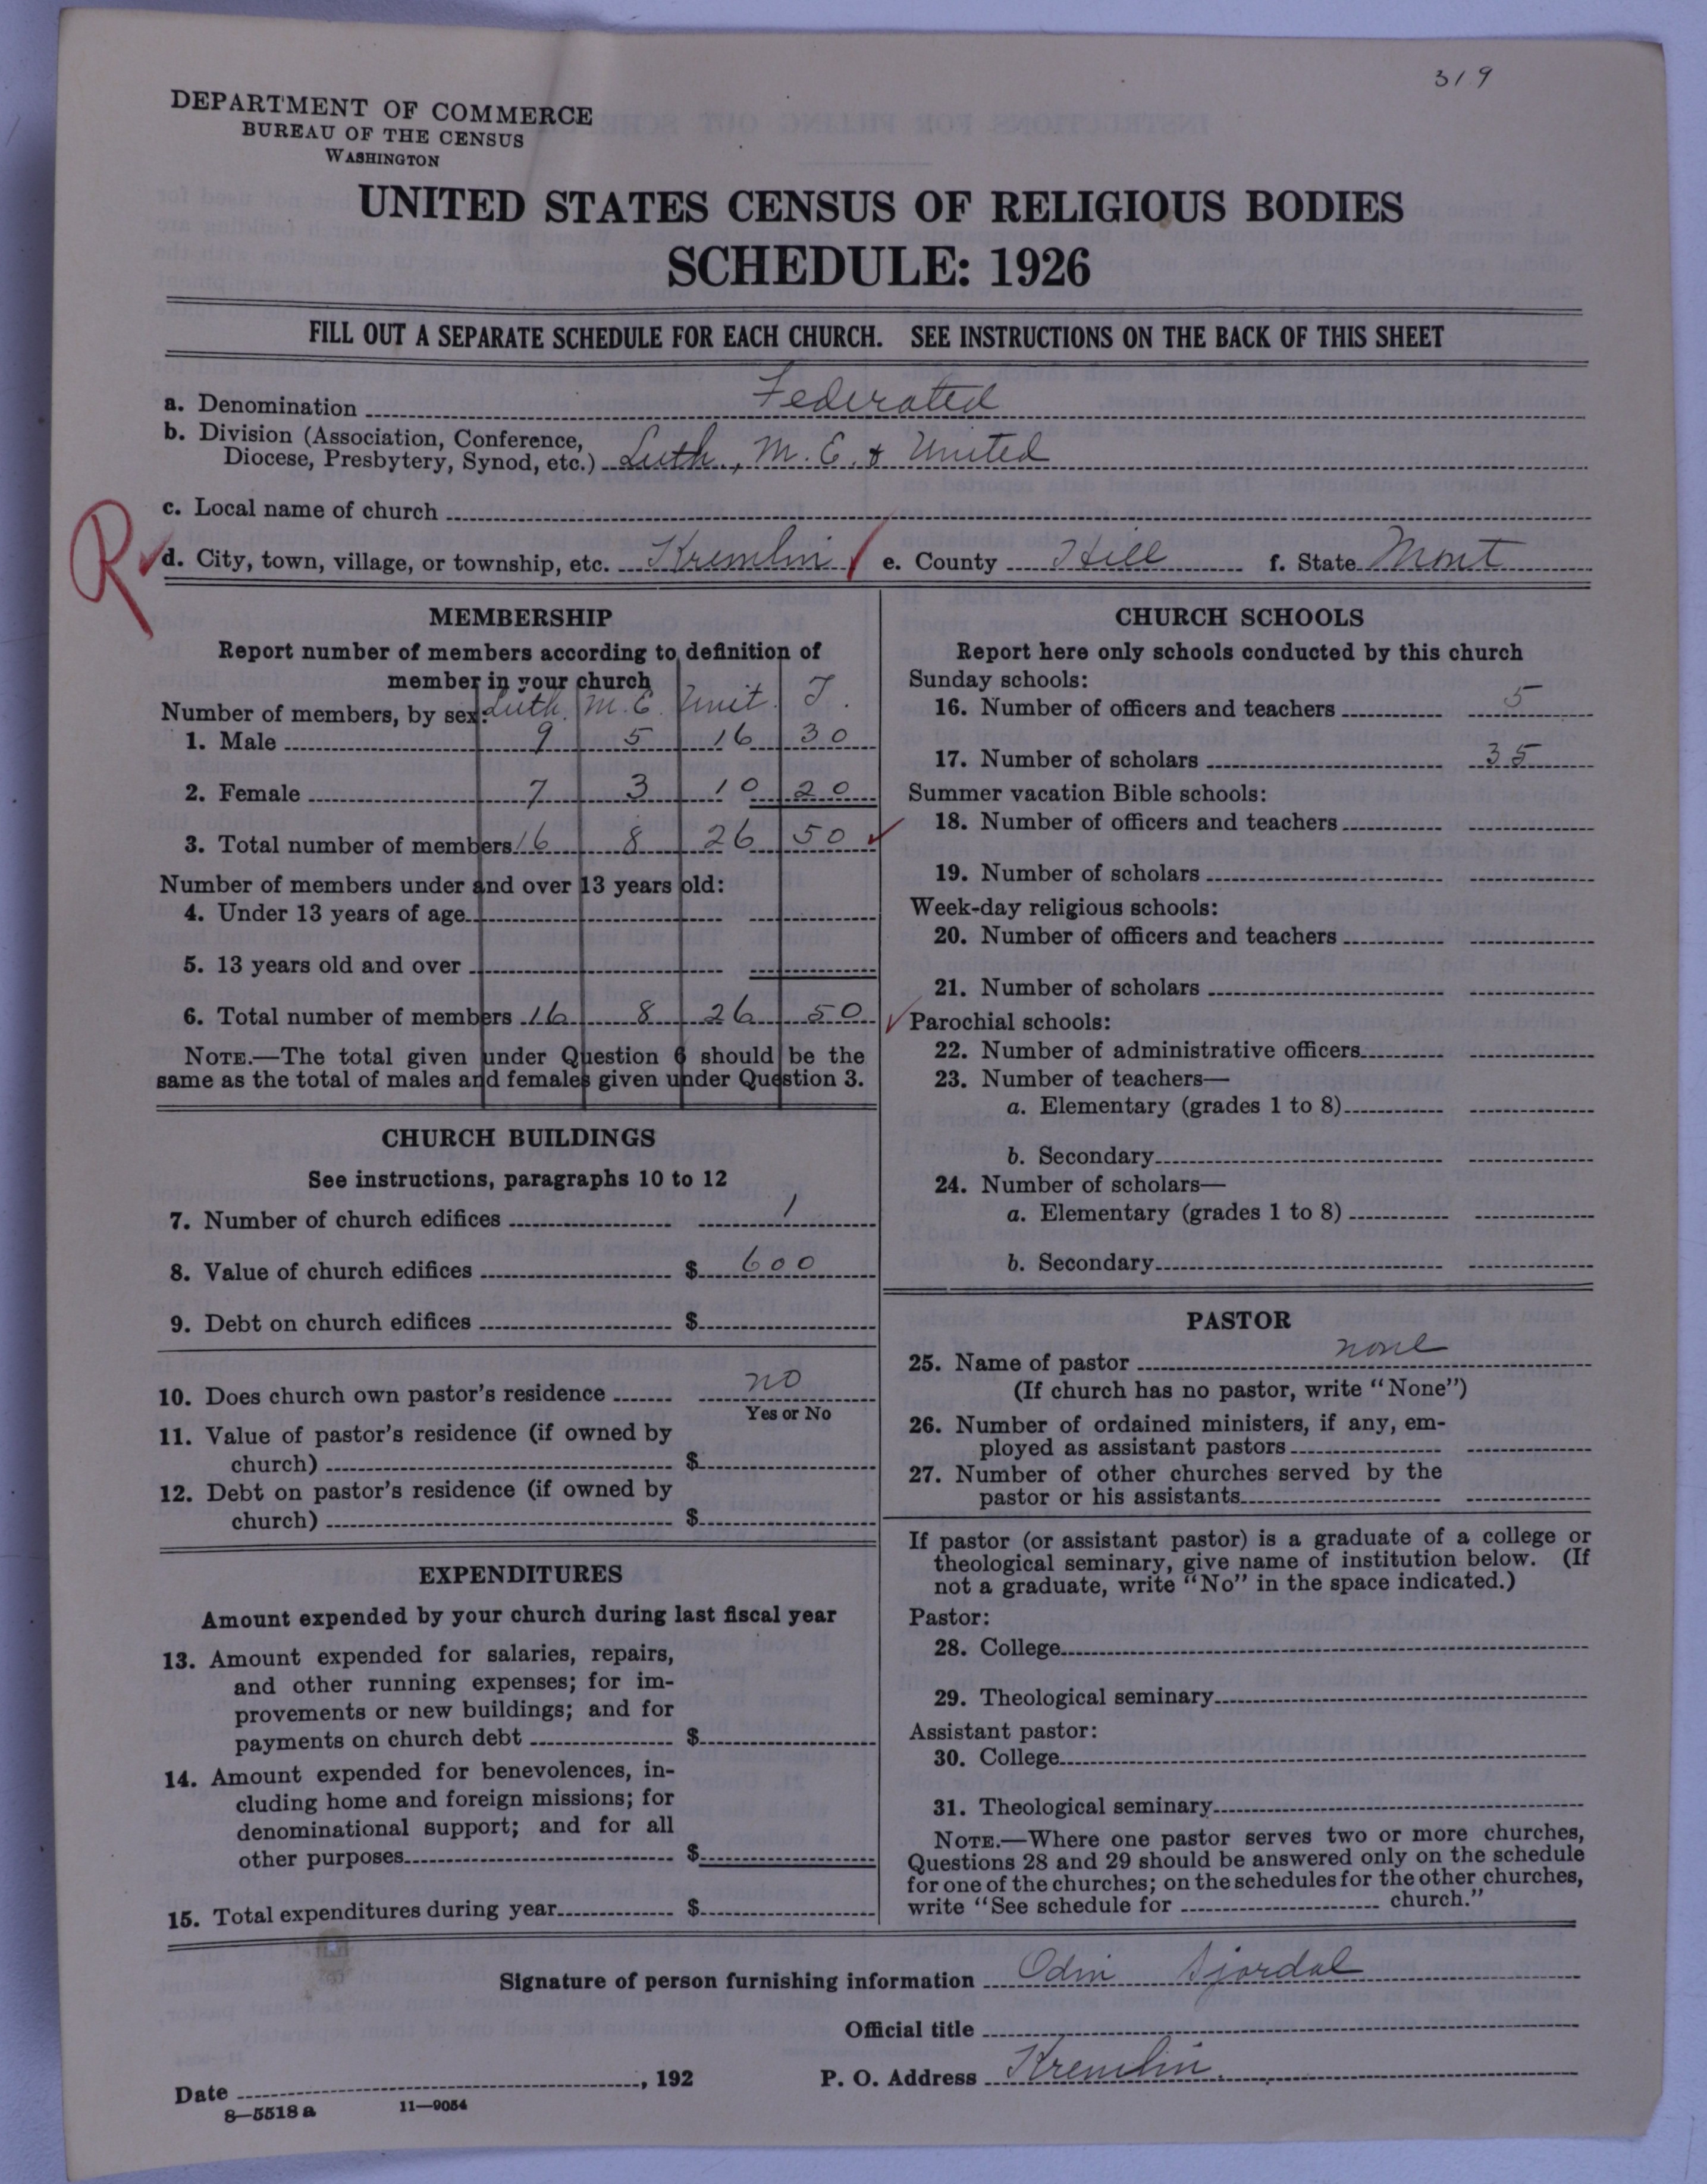 319
DEPARTMENT OF COMMERCE
BUREAU OF THE CENSUS
WASHINGTON
UNITED STATES CENSUS OF RELIGIOUS BODIES
SCHEDULE: 1926
FILL OUT A SEPARATE SCHEDULE FOR EACH CHURCH. SEE INSTRUCTIONS ON THE BACK OF THIS SHEET
a. Denomination Federated
b. Division (Association, Conference,
Diocese, Presbytery, Synod, etc.) Luth., M. E. & United
c. Local name of church
R
d. City, town, village, or township, etc. Kremlin e. County Hill f. State Mont
MEMBERSHIP
Report number of members according to definition of
member in your church
Number of members, by sex: Luth. M E. Unit. T.
1. Male 9 5 16 30
2. Female 7 3 10 20
3. Total number of members 16 8 26 50
Number of members under and over 13 years old:
4. Under 13 years of age
5. 13 years old and over
6. Total number of members 16 8 26 50
NOTE.—The total given under Question 6 should be the
same as the total of males and females given under Question 3.
CHURCH BUILDINGS
See instructions, paragraphs 10 to 12
7. Number of church edifices 1
8. Value of church edifices $ 600
9. Debt on church edifices $
10. Does church own pastor's residence no
Yes or No
11. Value of pastor's residence (if owned by
church) $
12. Debt on pastor's residence (if owned by
church) $
EXPENDITURES
Amount expended by your church during last fiscal year
13. Amount expended for salaries, repairs,
and other running expenses; for im-
provements or new buildings; and for
payments on church debt $
14. Amount expended for benevolences, in-
cluding home and foreign missions; for
denominational support; and for all
other purposes $
15. Total expenditures during year $
CHURCH SCHOOLS
Report here only schools conducted by this church
Sunday schools:
16. Number of officers and teachers 5
17. Number of scholars 35
Summer vacation Bible schools:
18. Number of officers and teachers
19. Number of scholars
Week-day religious schools:
20. Number of officers and teachers
21. Number of scholars
Parochial schools:
22. Number of administrative officers
23. Number of teachers—
a. Elementary (grades 1 to 8)
b. Secondary
24. Number of scholars—
a. Elementary (grades 1 to 8)
b. Secondary
PASTOR
25. Name of pastor none
(If church has no pastor, write "None")
26. Number of ordained ministers, if any, em-
ployed as assistant pastors
27. Number of other churches served by the
pastor or his assistants
If pastor (or assistant pastor) is a graduate of a college or
theological seminary, give name of institution below. (If
not a graduate, write "No" in the space indicated.)
Pastor:
28. College
29. Theological seminary
Assistant pastor:
30. College
31. Theological seminary
NOTE.—Where one pastor serves two or more churches,
Questions 28 and 29 should be answered only on the schedule
for one of the churches; on the schedules for the other churches,
write "See schedule for church."
Signature of person furnishing information Odin Sjordal
Official title
Date , 192 P. O. Address Kremlin.
8—5518 a 11—9054